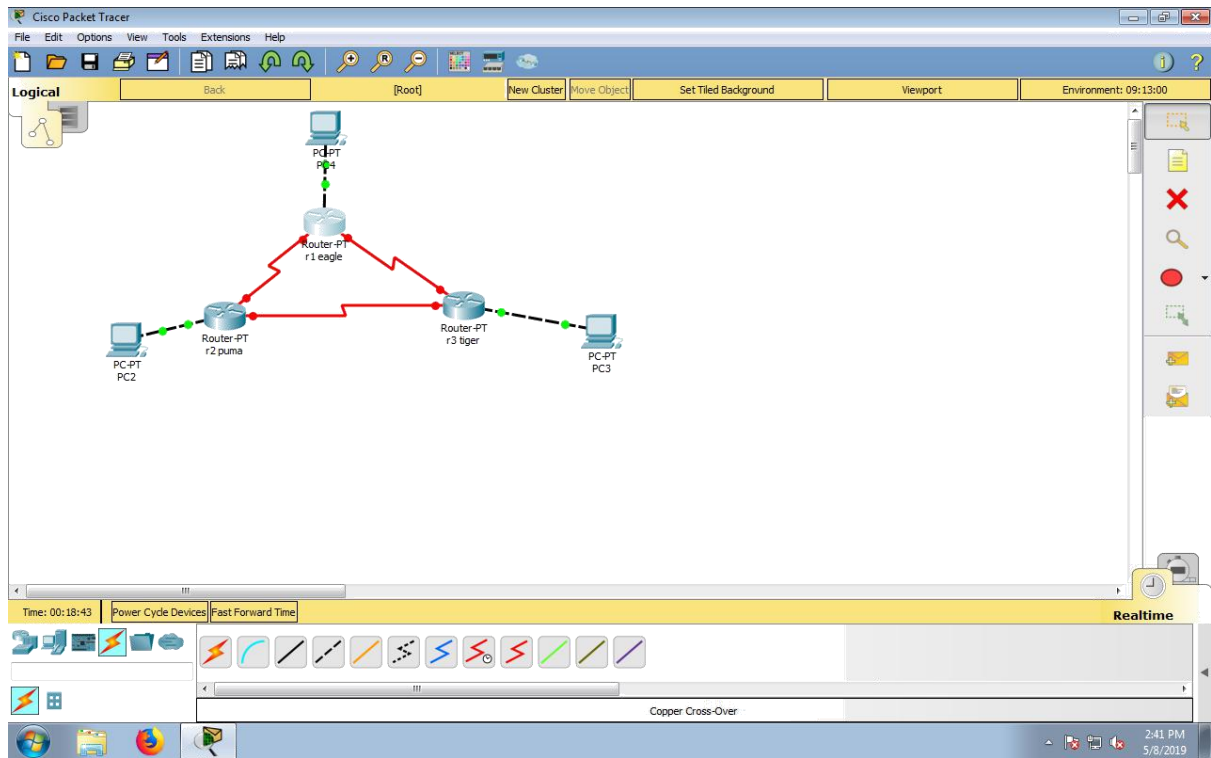 Cisco Packet Tracer
File Edit Options View Tools Extensions Help
Logical Back [Root] New Cluster Move Object Set Tiled Background Viewport Environment: 09:13:00
PC-PT
PC4
Router-PT
r1 eagle
Router-PT
r2 puma
Router-PT
r3 tiger
PC-PT
PC2
PC-PT
PC3
Time: 00:18:43 Power Cycle Devices Fast Forward Time Realtime
Copper Cross-Over
2:41 PM
5/8/2019